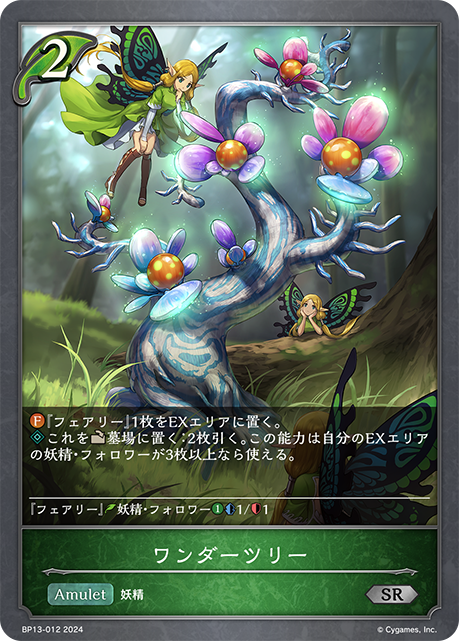 2
F 『フェアリー』1枚をEXエリアに置く。
これを墓場に置く:2枚引く。この能力は自分のEXエリア
の妖精・フォロワーが3枚以上なら使える。
『フェアリー』妖精・フォロワー 1 1/1
ワンダーツリー
Amulet 妖精
SR
BP13-012 2024
© Cygames, Inc.